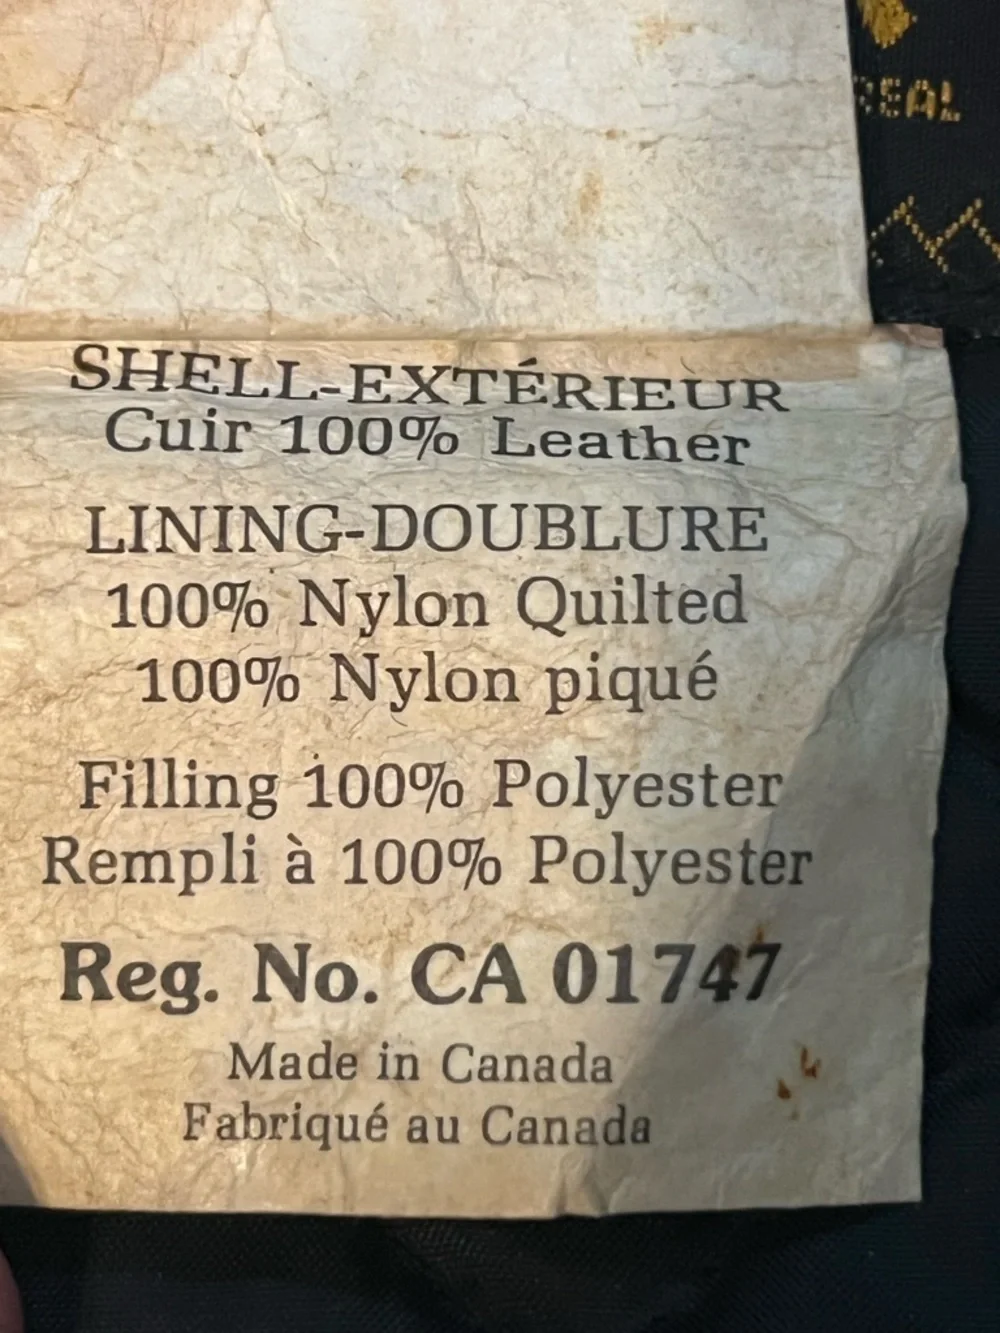 SHELL-EXTÉRIEUR
Cuir 100% Leather
LINING-DOUBLURE
100% Nylon Quilted
100% Nylon piqué
Filling 100% Polyester
Rempli à 100% Polyester
Reg. No. CA 01747
Made in Canada
Fabriqué au Canada